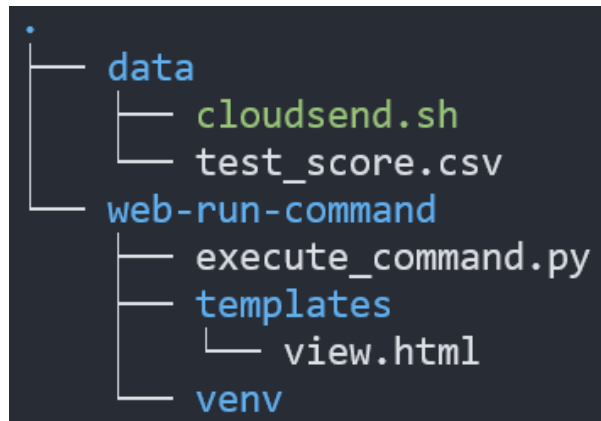 .
├── data
│   ├── cloudsend.sh
│   └── test_score.csv
└── web-run-command
    ├── execute_command.py
    ├── templates
    │   └── view.html
    └── venv